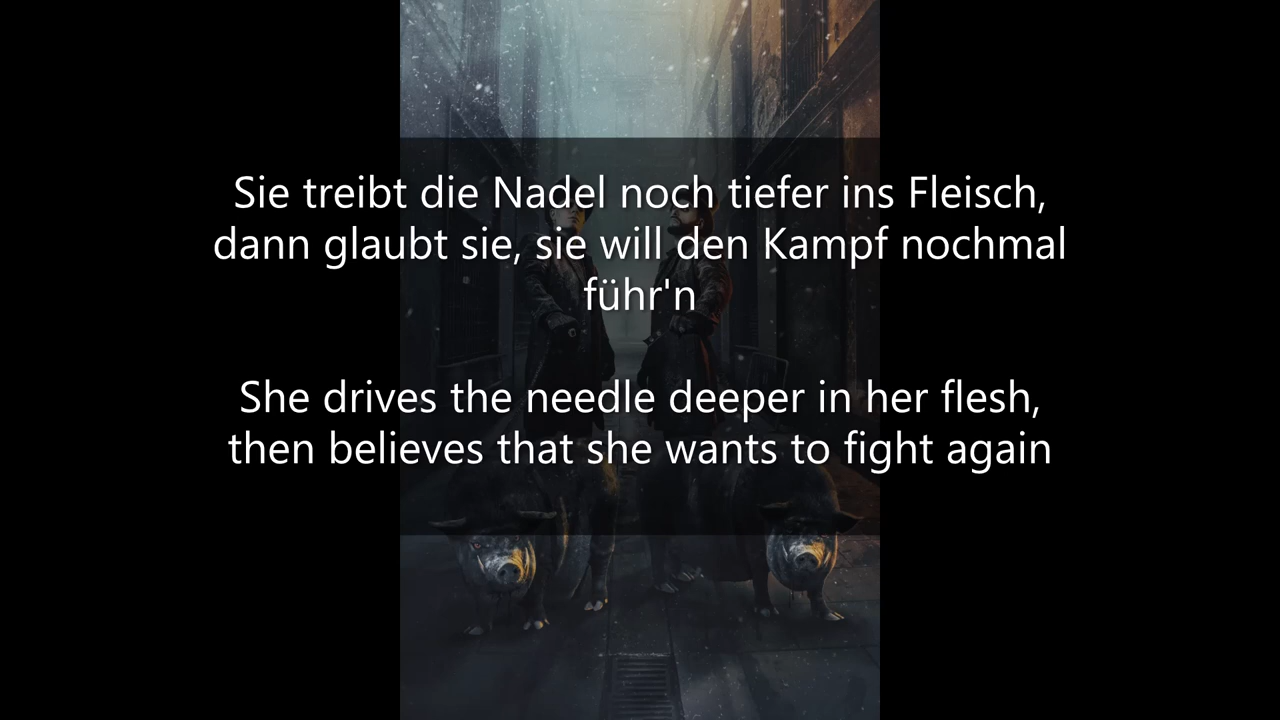 Sie treibt die Nadel noch tiefer ins Fleisch,
dann glaubt sie, sie will den Kampf nochmal
führ'n
She drives the needle deeper in her flesh,
then believes that she wants to fight again